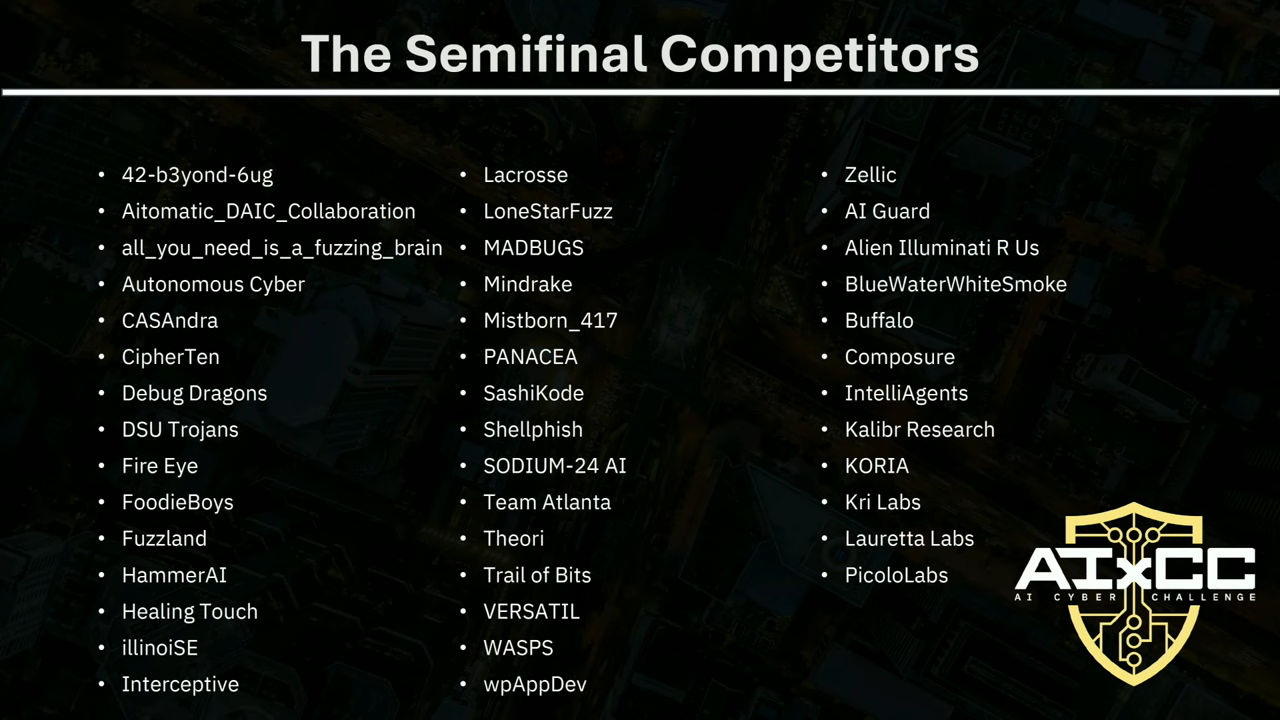 The Semifinal Competitors
• 42-b3yond-6ug
• Aitomatic_DAIC_Collaboration
• all_you_need_is_a_fuzzing_brain
• Autonomous Cyber
• CASAndra
• CipherTen
• Debug Dragons
• DSU Trojans
• Fire Eye
• FoodieBoys
• Fuzzland
• HammerAI
• Healing Touch
• illinoiSE
• Interceptive
• Lacrosse
• LoneStarFuzz
• MADBUGS
• Mindrake
• Mistborn_417
• PANACEA
• SashiKode
• Shellphish
• SODIUM-24 AI
• Team Atlanta
• Theori
• Trail of Bits
• VERSATIL
• WASPS
• wpAppDev
• Zellic
• AI Guard
• Alien Illuminati R Us
• BlueWaterWhiteSmoke
• Buffalo
• Composure
• IntelliAgents
• Kalibr Research
• KORIA
• Kri Labs
• Lauretta Labs
• PicoloLabs
AIxCC
AI CYBER CHALLENGE